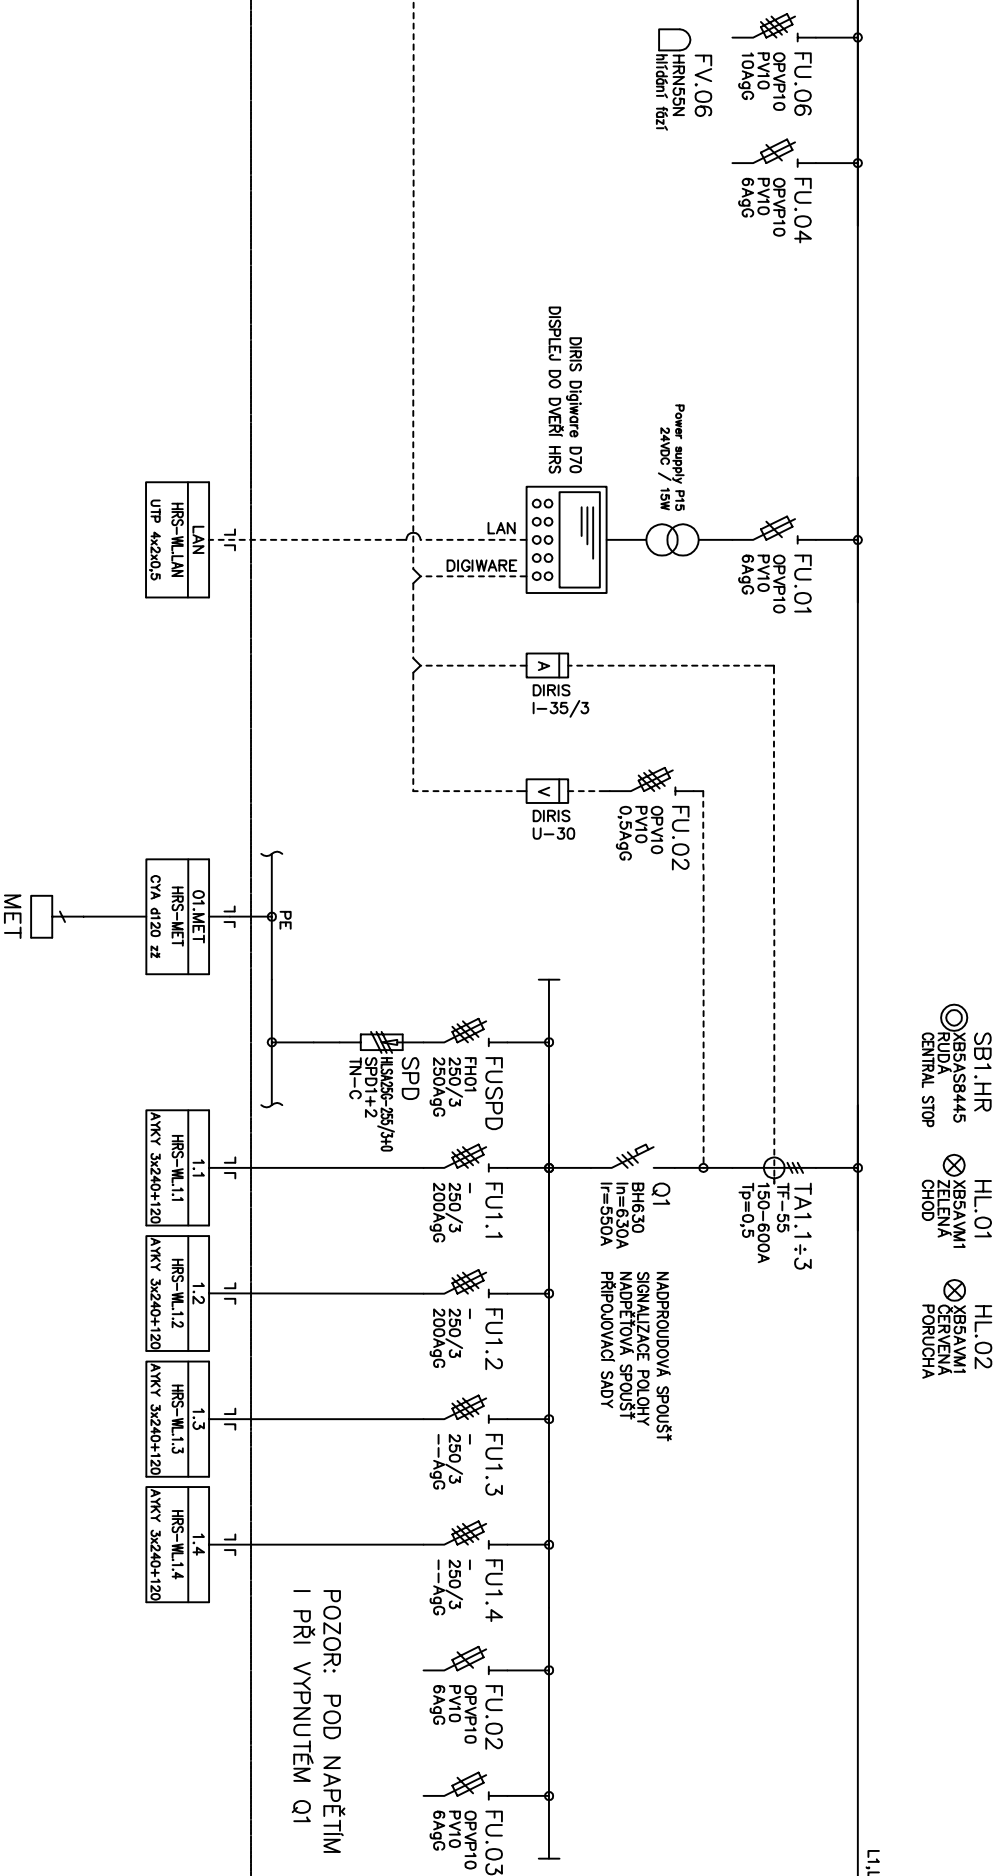 SB1.HR
XB5AS8445
RUDÁ
CENTRAL STOP
HL.01
XB5AVM1
ZELENÁ
CHOD
HL.02
XB5AVM1
ČERVENÁ
PORUCHA
FU.06
OPVP10
PV10
10AgG
FV.06
HRN55N
hlídání fází
FU.04
OPVP10
PV10
6AgG
FU.01
OPVP10
PV10
6AgG
Power supply P15
24VDC / 15W
DIRIS Digiware D70
DISPLEJ DO DVEŘÍ HRS
LAN
DIGIWARE
DIRIS
I-35/3
A
FU.02
OPV10
PV10
0,5AgG
DIRIS
U-30
V
TA1.1÷3
TF-55
150-600A
Tp=0,5
Q1
BH630
In=630A
Ir=550A
NADPROUDOVÁ SPOUŠŤ
SIGNALIZACE POLOHY
NAPĚŤOVÁ SPOUŠŤ
PŘIPOJOVACÍ SADY
PE
FUSPD
FH01
250/3
250AgG
SPD
HLSA25G-255/3+0
SPD1+2
TN-C
FU1.1
-
250/3
200AgG
FU1.2
-
250/3
200AgG
FU1.3
-
250/3
--AgG
FU1.4
-
250/3
--AgG
FU.02
OPVP10
PV10
6AgG
FU.03
OPVP10
PV10
6AgG
POZOR: POD NAPĚTÍM
I PŘI VYPNUTÉM Q1
LAN
HRS-WL.LAN
UTP 4x2x0,5
01.MET
HRS-MET
CYA d120 zž
MET
1.1
HRS-WL.1.1
AYKY 3x240+120
1.2
HRS-WL.1.2
AYKY 3x240+120
1.3
HRS-WL.1.3
AYKY 3x240+120
1.4
HRS-WL.1.4
AYKY 3x240+120